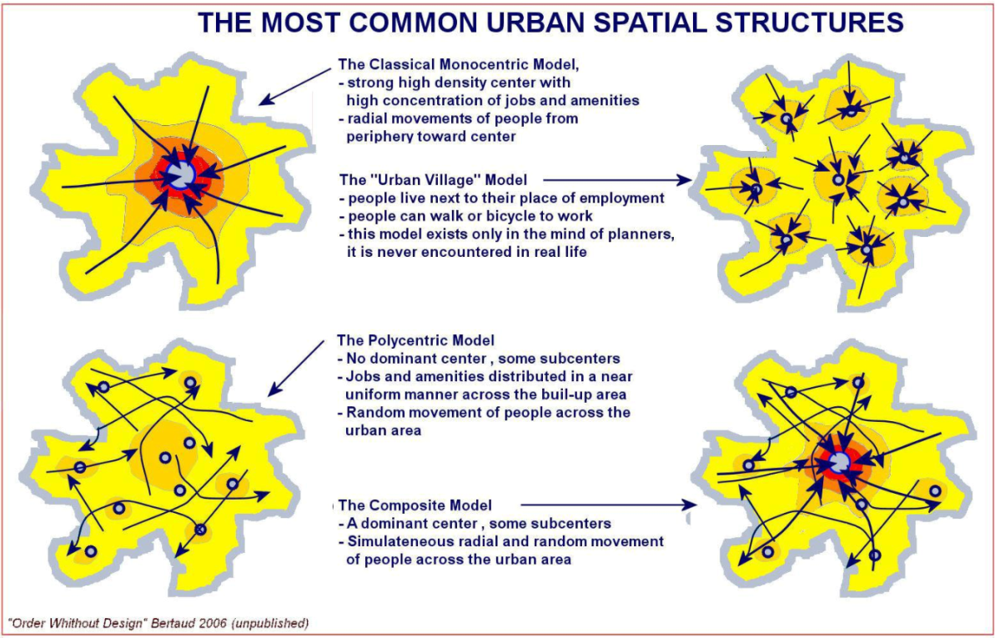 THE MOST COMMON URBAN SPATIAL STRUCTURES
The Classical Monocentric Model,
- strong high density center with
high concentration of jobs and amenities
- radial movements of people from
periphery toward center
The "Urban Village" Model
- people live next to their place of employment
- people can walk or bicycle to work
- this model exists only in the mind of planners,
it is never encountered in real life
The Polycentric Model
- No dominant center , some subcenters
- Jobs and amenities distributed in a near
uniform manner across the buil-up area
- Random movement of people across the
urban area
The Composite Model
- A dominant center , some subcenters
- Simulateneous radial and random movement
of people across the urban area
"Order Whithout Design" Bertaud 2006 (unpublished)